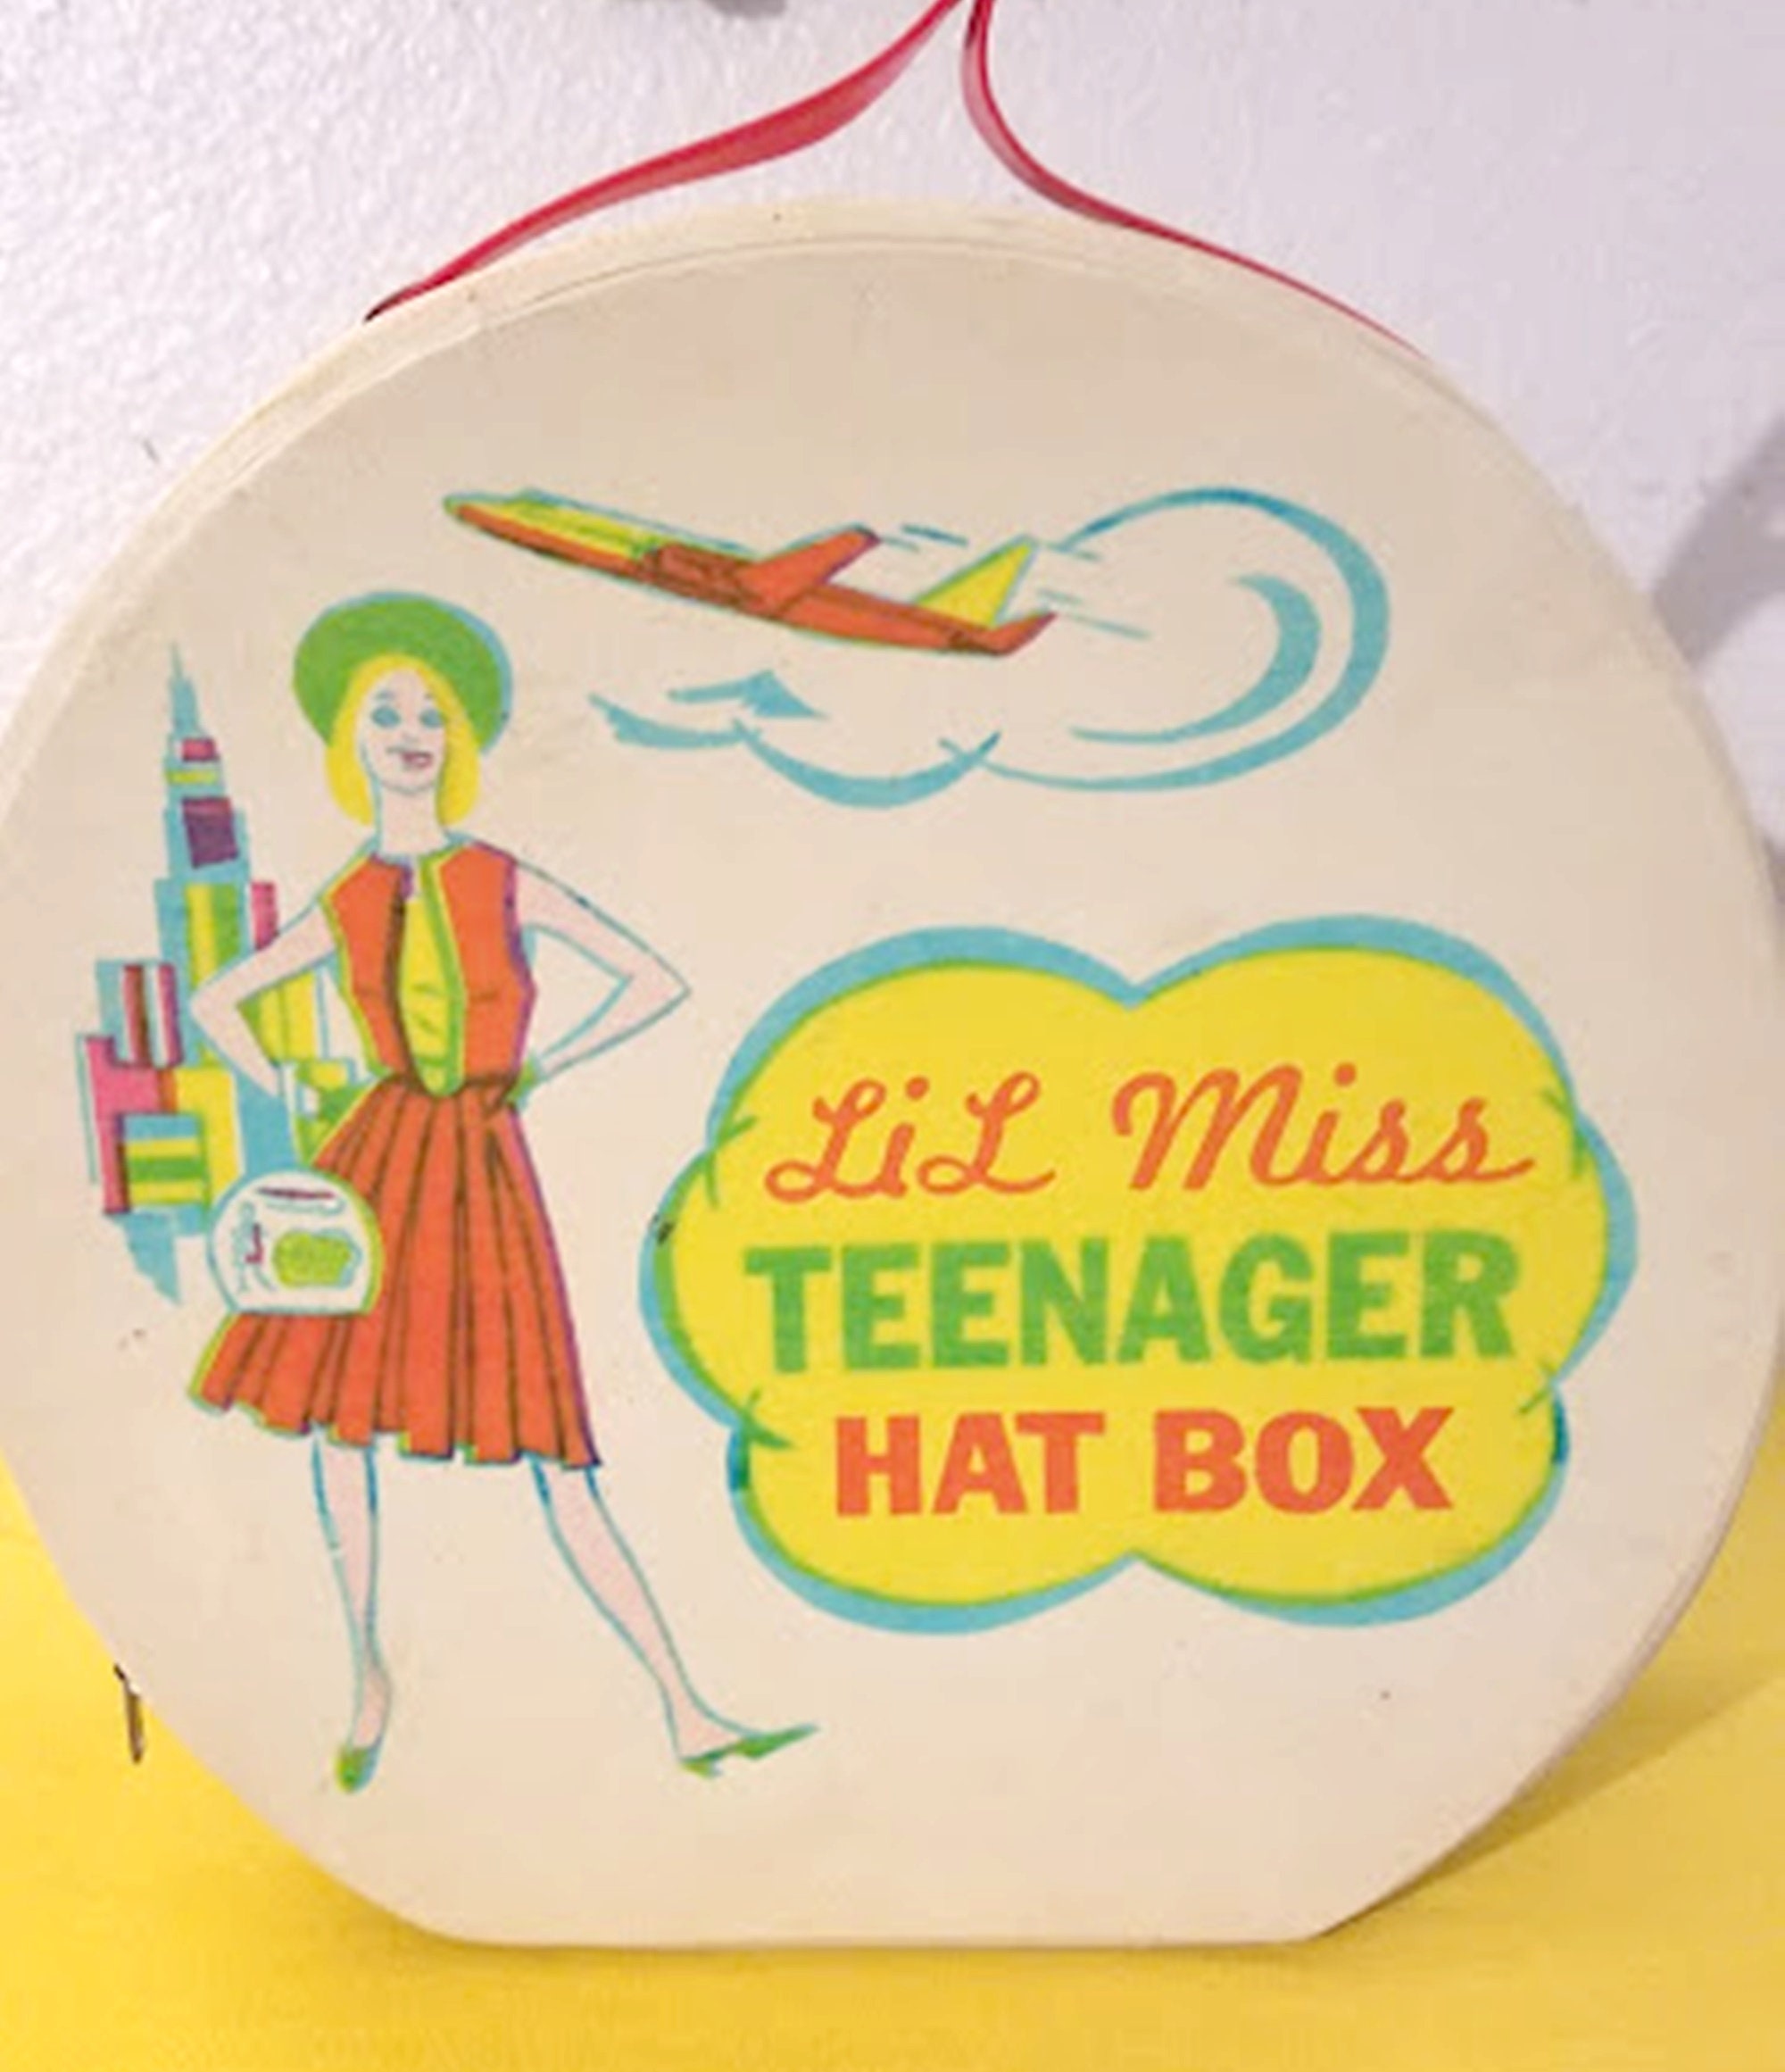 LiL Miss
TEENAGER
HAT BOX